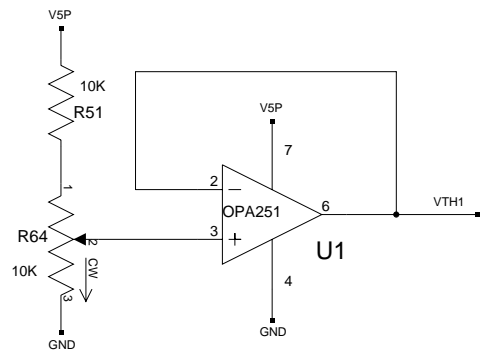 V5P
10K
R51
V5P
7
1
2
−
OPA251
6
VTH1
R64
2
3
+
U1
10K
CW
3
4
GND
GND